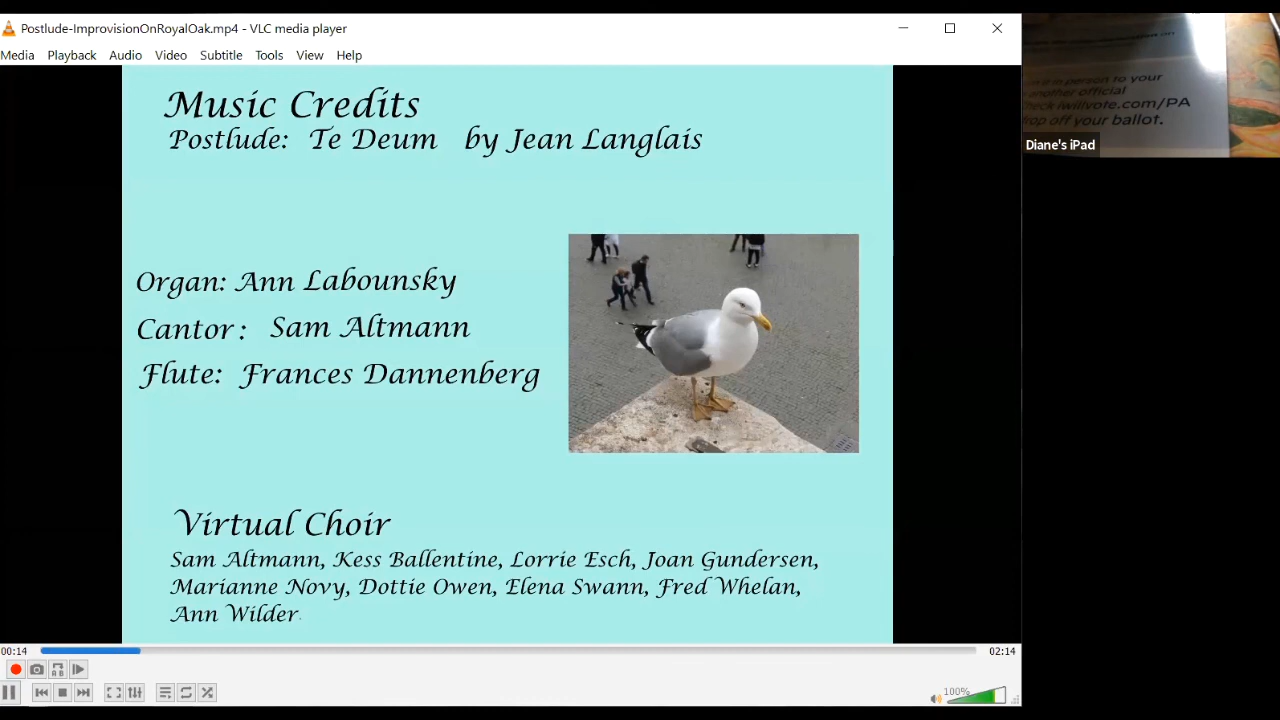 Postlude-ImprovisionOnRoyalOak.mp4 - VLC media player
Media Playback Audio Video Subtitle Tools View Help
Music Credits
Postlude: Te Deum by Jean Langlais
Organ: Ann Labounsky
Cantor: Sam Altmann
Flute: Frances Dannenberg
Virtual Choir
Sam Altmann, Kess Ballentine, Lorrie Esch, Joan Gundersen,
Marianne Novy, Dottie Owen, Elena Swann, Fred Whelan,
Ann Wilder
00:14
02:14
100%
in person to your
another official
iwillvote.com/PA
drop off your ballot.
Diane's iPad